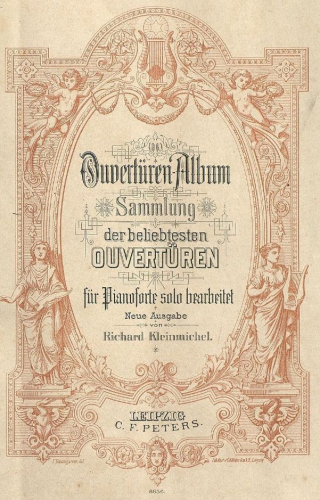 Ouvertüren-Album
Sammlung
der beliebtesten
OUVERTÜREN
für Pianoforte solo bearbeitet
Neue Ausgabe
von
Richard Kleinmichel.
LEIPZIG
C. F. PETERS.